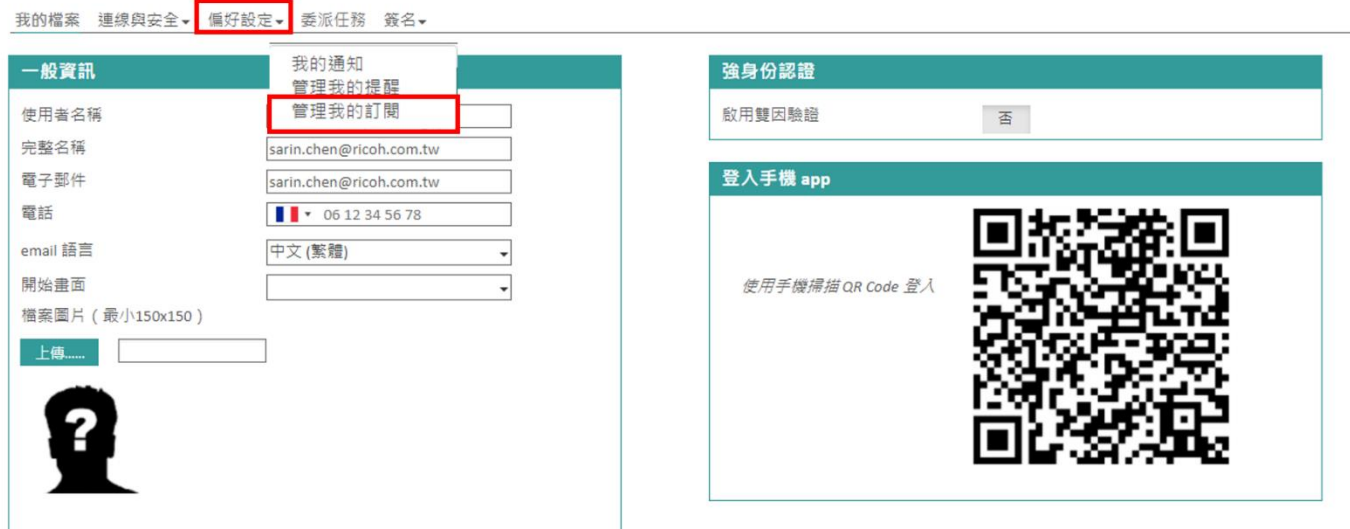 我的檔案 連線與安全 偏好設定 委派任務 簽名
我的通知
管理我的提醒
管理我的訂閱
一般資訊
使用者名稱
完整名稱 sarin.chen@ricoh.com.tw
電子郵件 sarin.chen@ricoh.com.tw
電話 06 12 34 56 78
email 語言 中文 (繁體)
開始畫面
檔案圖片 ( 最小150x150 )
上傳......
?
強身份認證
啟用雙因驗證 否
登入手機 app
使用手機掃描 QR Code 登入